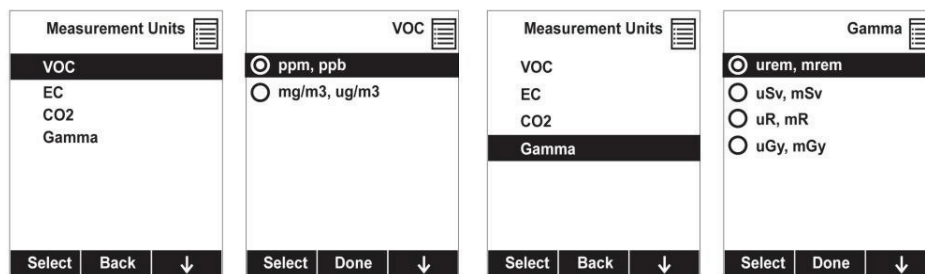 Measurement Units
VOC
EC
CO2
Gamma
Select Back ↓
VOC
ppm, ppb
mg/m3, ug/m3
Select Done ↓
Measurement Units
VOC
EC
CO2
Gamma
Select Back ↓
Gamma
urem, mrem
uSv, mSv
uR, mR
uGy, mGy
Select Done ↓